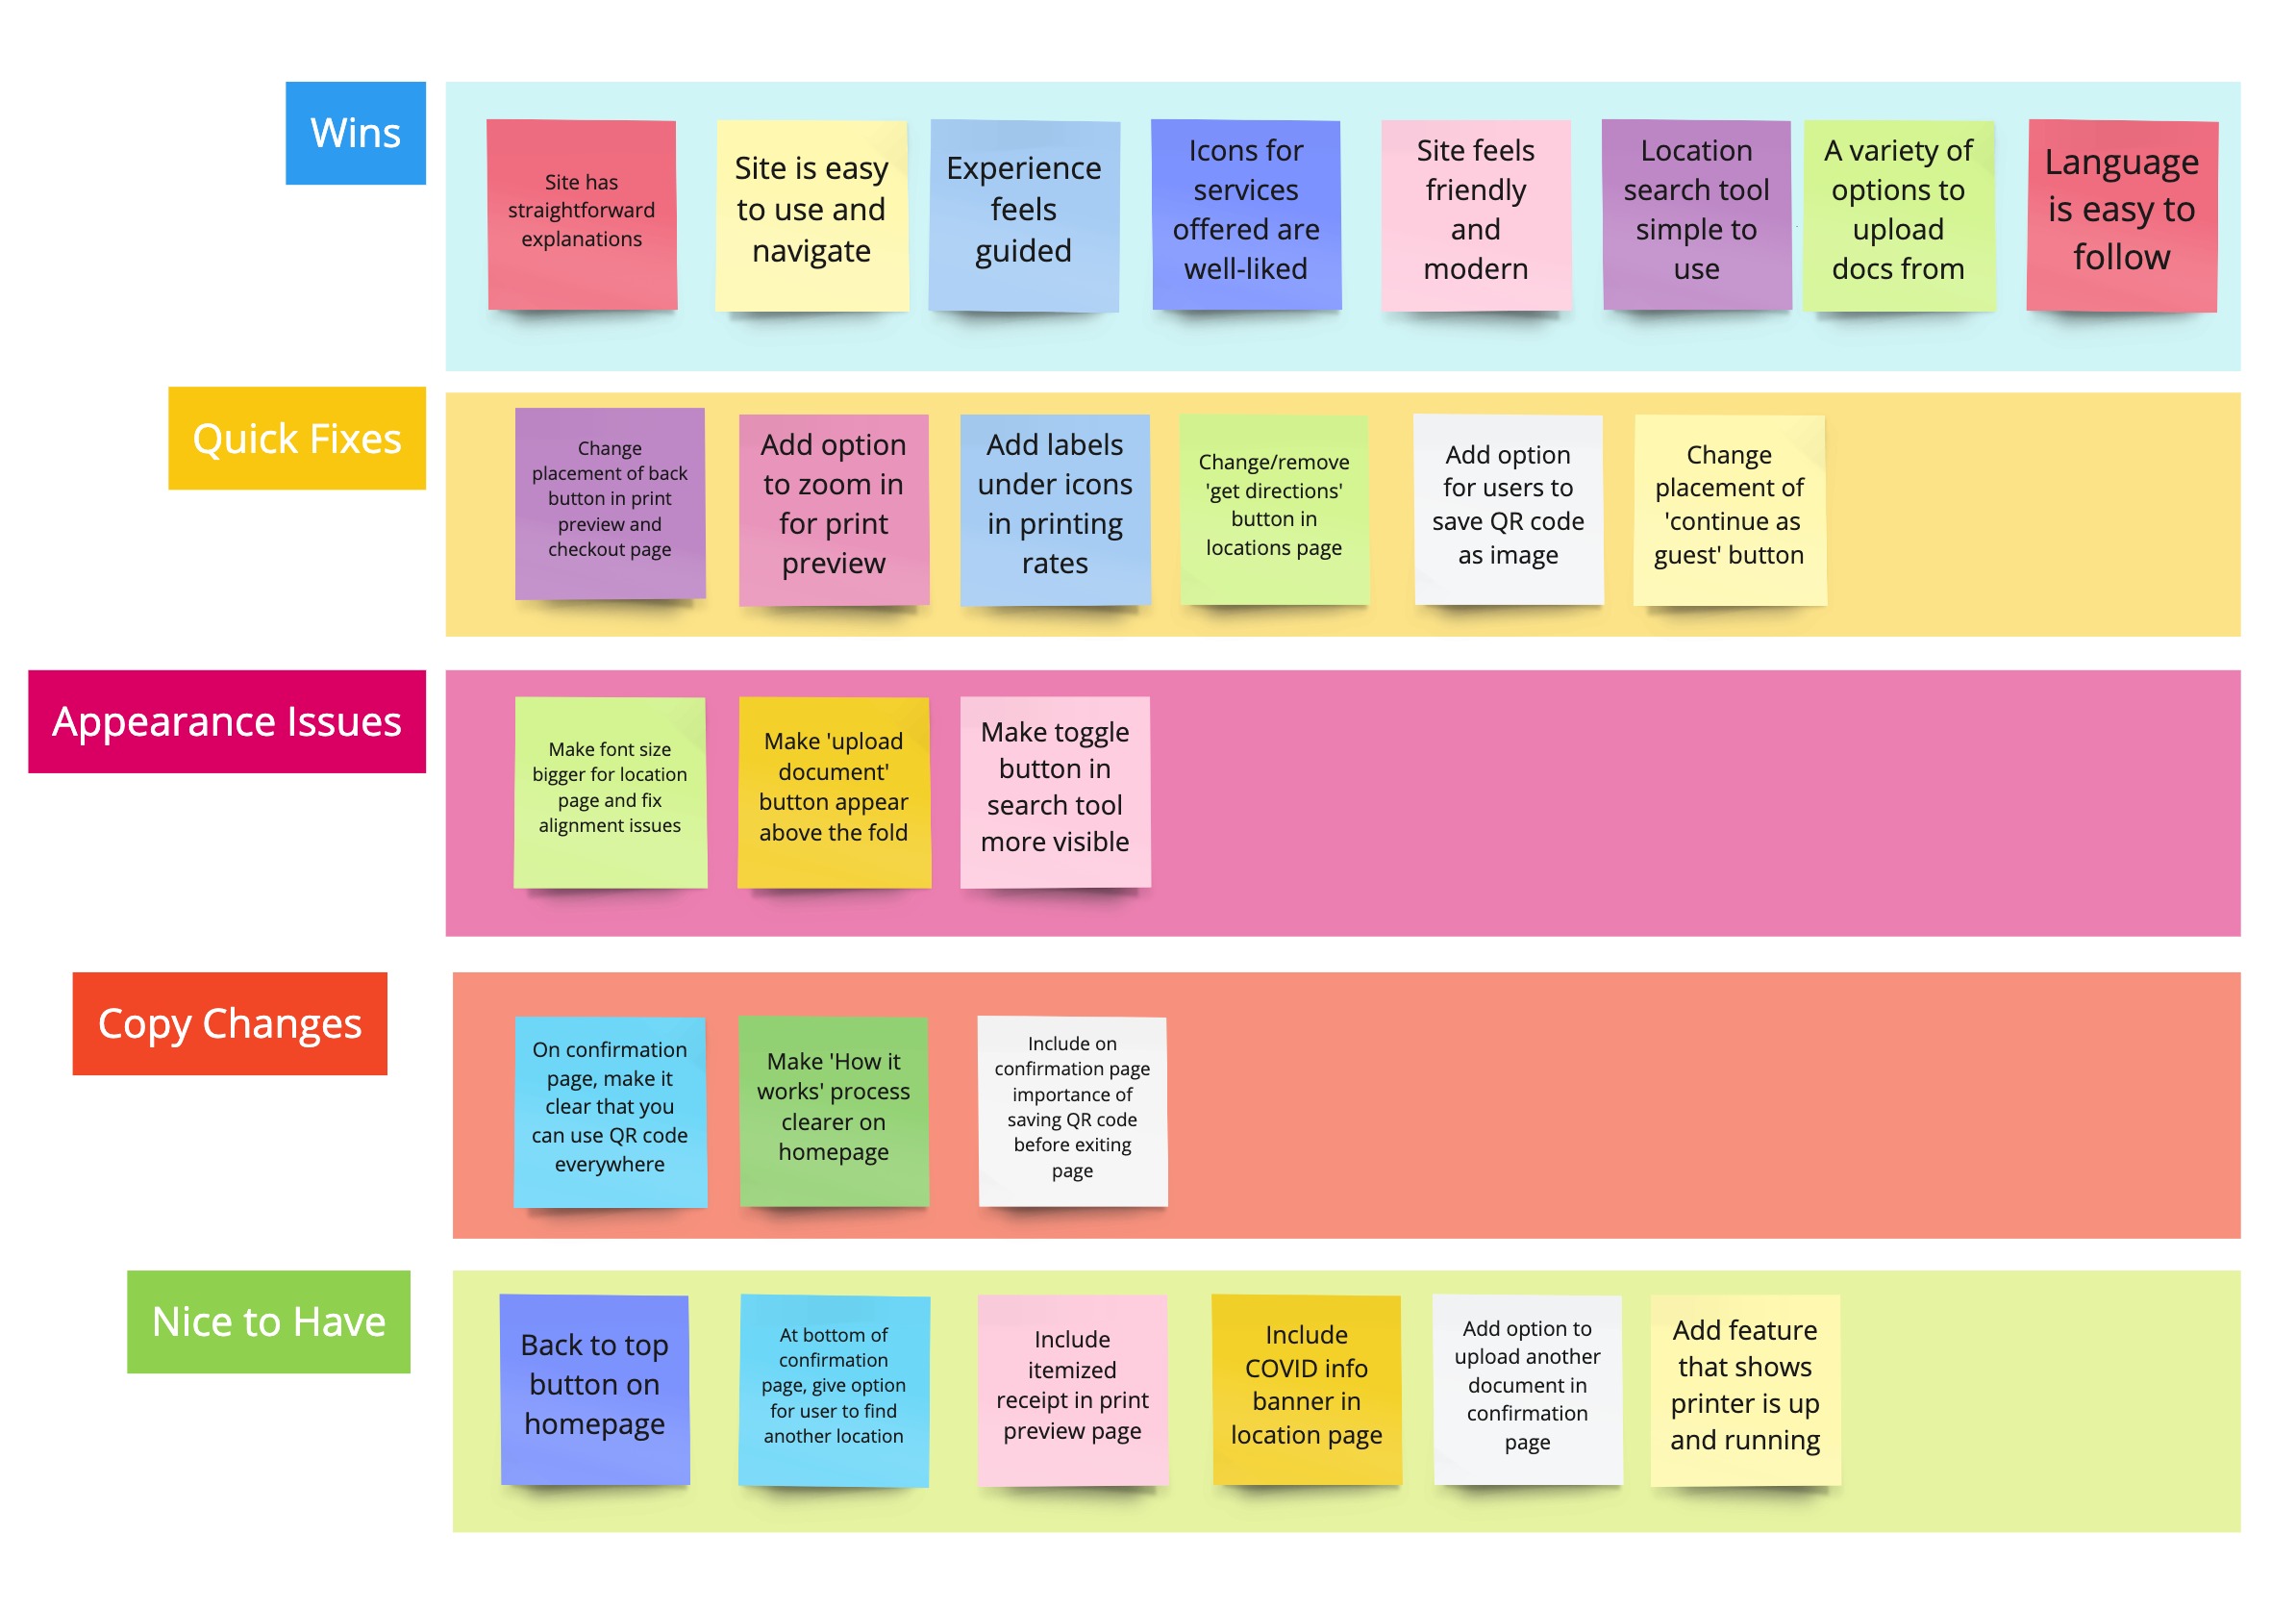 Wins
Site has
straightforward
explanations
Site is easy
to use and
navigate
Experience
feels
guided
Icons for
services
offered are
well-liked
Site feels
friendly
and
modern
Location
search tool
simple to
use
A variety of
options to
upload
docs from
Language
is easy to
follow
Quick Fixes
Change
placement of back
button in print
preview and
checkout page
Add option
to zoom in
for print
preview
Add labels
under icons
in printing
rates
Change/remove
'get directions'
button in
locations page
Add option
for users to
save QR code
as image
Change
placement of
'continue as
guest' button
Appearance Issues
Make font size
bigger for location
page and fix
alignment issues
Make 'upload
document'
button appear
above the fold
Make toggle
button in
search tool
more visible
Copy Changes
On confirmation
page, make it
clear that you
can use QR code
everywhere
Make 'How it
works' process
clearer on
homepage
Include on
confirmation page
importance of
saving QR code
before exiting
page
Nice to Have
Back to top
button on
homepage
At bottom of
confirmation
page, give option
for user to find
another location
Include
itemized
receipt in print
preview page
Include
COVID info
banner in
location page
Add option to
upload another
document in
confirmation
page
Add feature
that shows
printer is up
and running